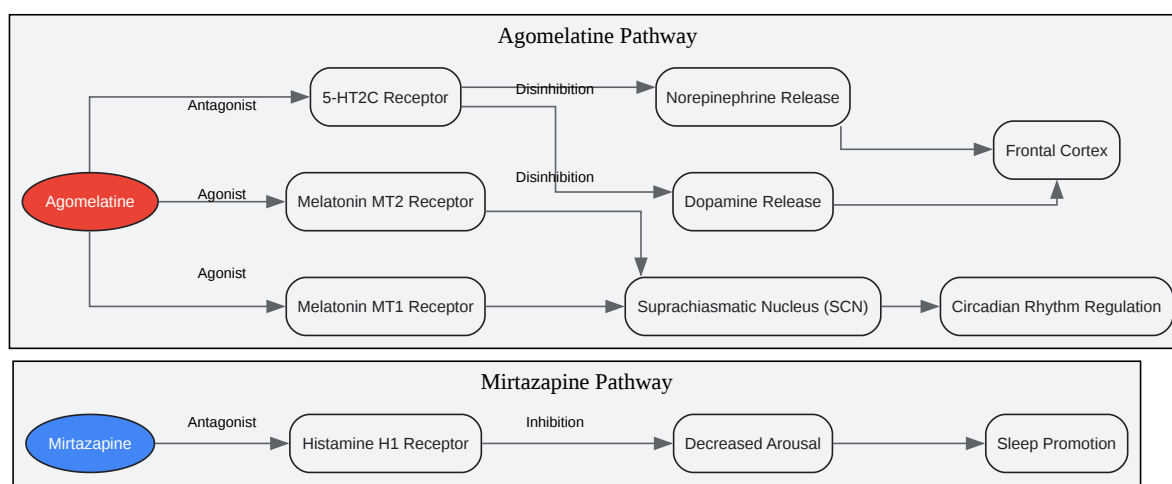 Agomelatine Pathway
5-HT2C Receptor
Disinhibition
Norepinephrine Release
Antagonist
Frontal Cortex
Agomelatine
Agonist
Melatonin MT2 Receptor
Disinhibition
Dopamine Release
Agonist
Melatonin MT1 Receptor
Suprachiasmatic Nucleus (SCN)
Circadian Rhythm Regulation
Mirtazapine Pathway
Mirtazapine
Antagonist
Histamine H1 Receptor
Inhibition
Decreased Arousal
Sleep Promotion